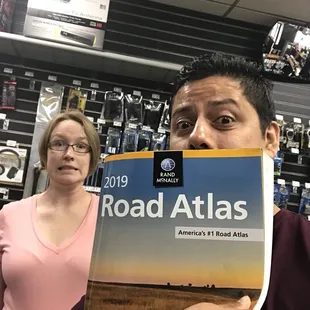 2019
RAND
McNALLY
Road Atlas
America's #1 Road Atlas